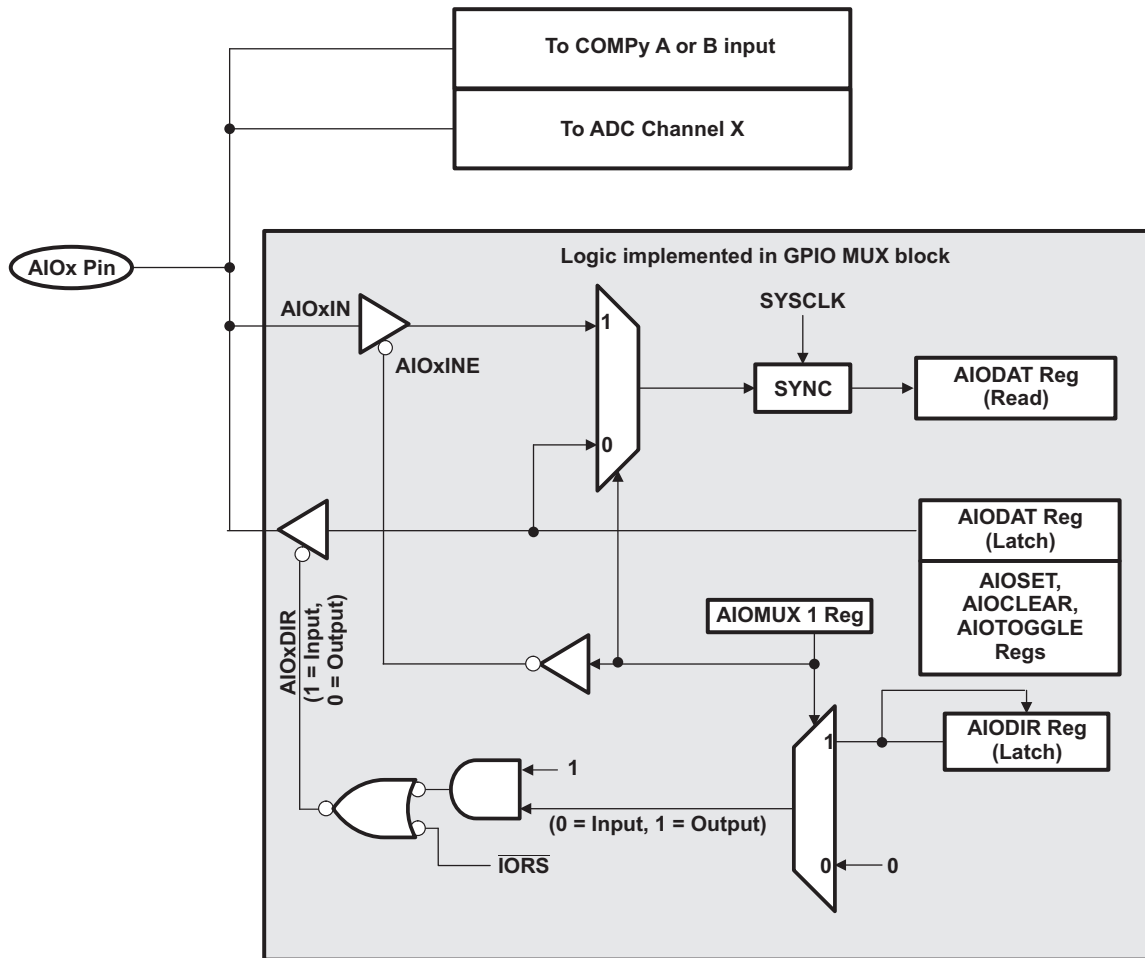 To COMPy A or B input
To ADC Channel X
AIOx Pin
Logic implemented in GPIO MUX block
AIOxIN
1
SYSCLK
AIOxINE
SYNC
AIODAT Reg
(Read)
0
AIODAT Reg
(Latch)
AIOSET,
AIOCLEAR,
AIOTOGGLE
Regs
AIOMUX 1 Reg
AIOxDIR
(1 = Input,
0 = Output)
1
AIODIR Reg
(Latch)
1
(0 = Input, 1 = Output)
IORS
0
0